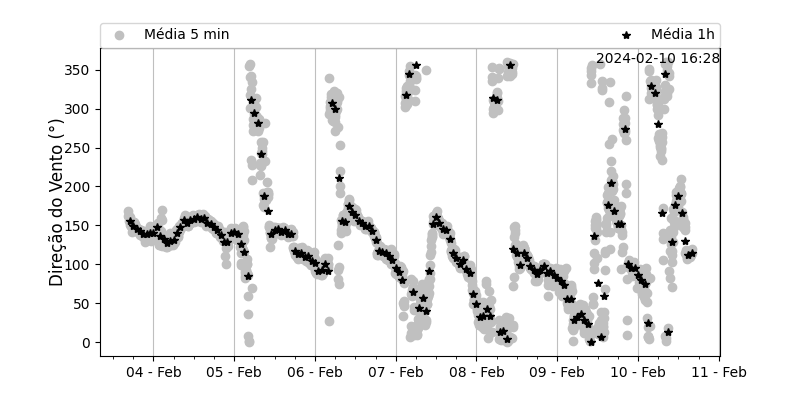 Média 5 min
Média 1h
2024-02-10 16:28
Direção do Vento (°)
350
300
250
200
150
100
50
0
04 - Feb
05 - Feb
06 - Feb
07 - Feb
08 - Feb
09 - Feb
10 - Feb
11 - Feb